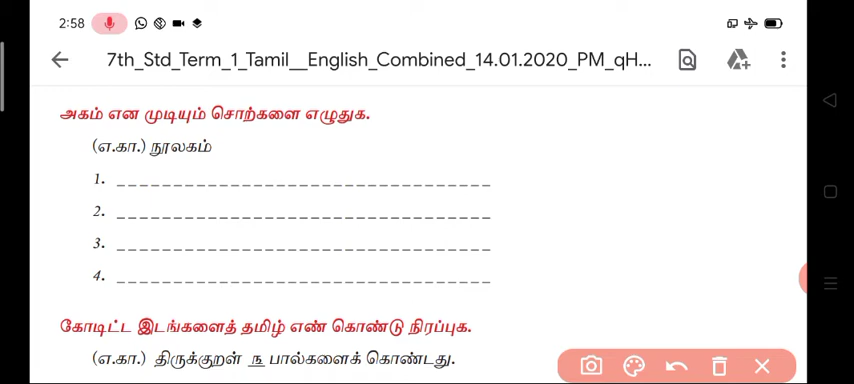 2:58
7th_Std_Term_1_Tamil__English_Combined_14.01.2020_PM_qH...
அகம் என முடியும் சொற்களை எழுதுக.
(எ.கா.) நூலகம்
1. _ _ _ _ _ _ _ _ _ _ _ _ _ _ _ _ _ _ _ _ _ _ _ _ _ _ _ _ _ _
2. _ _ _ _ _ _ _ _ _ _ _ _ _ _ _ _ _ _ _ _ _ _ _ _ _ _ _ _ _ _
3. _ _ _ _ _ _ _ _ _ _ _ _ _ _ _ _ _ _ _ _ _ _ _ _ _ _ _ _ _ _
4. _ _ _ _ _ _ _ _ _ _ _ _ _ _ _ _ _ _ _ _ _ _ _ _ _ _ _ _ _ _
கோடிட்ட இடங்களைத் தமிழ் எண் கொண்டு நிரப்புக.
(எ.கா.) திருக்குறள் ௩ பால்களைக் கொண்டது.